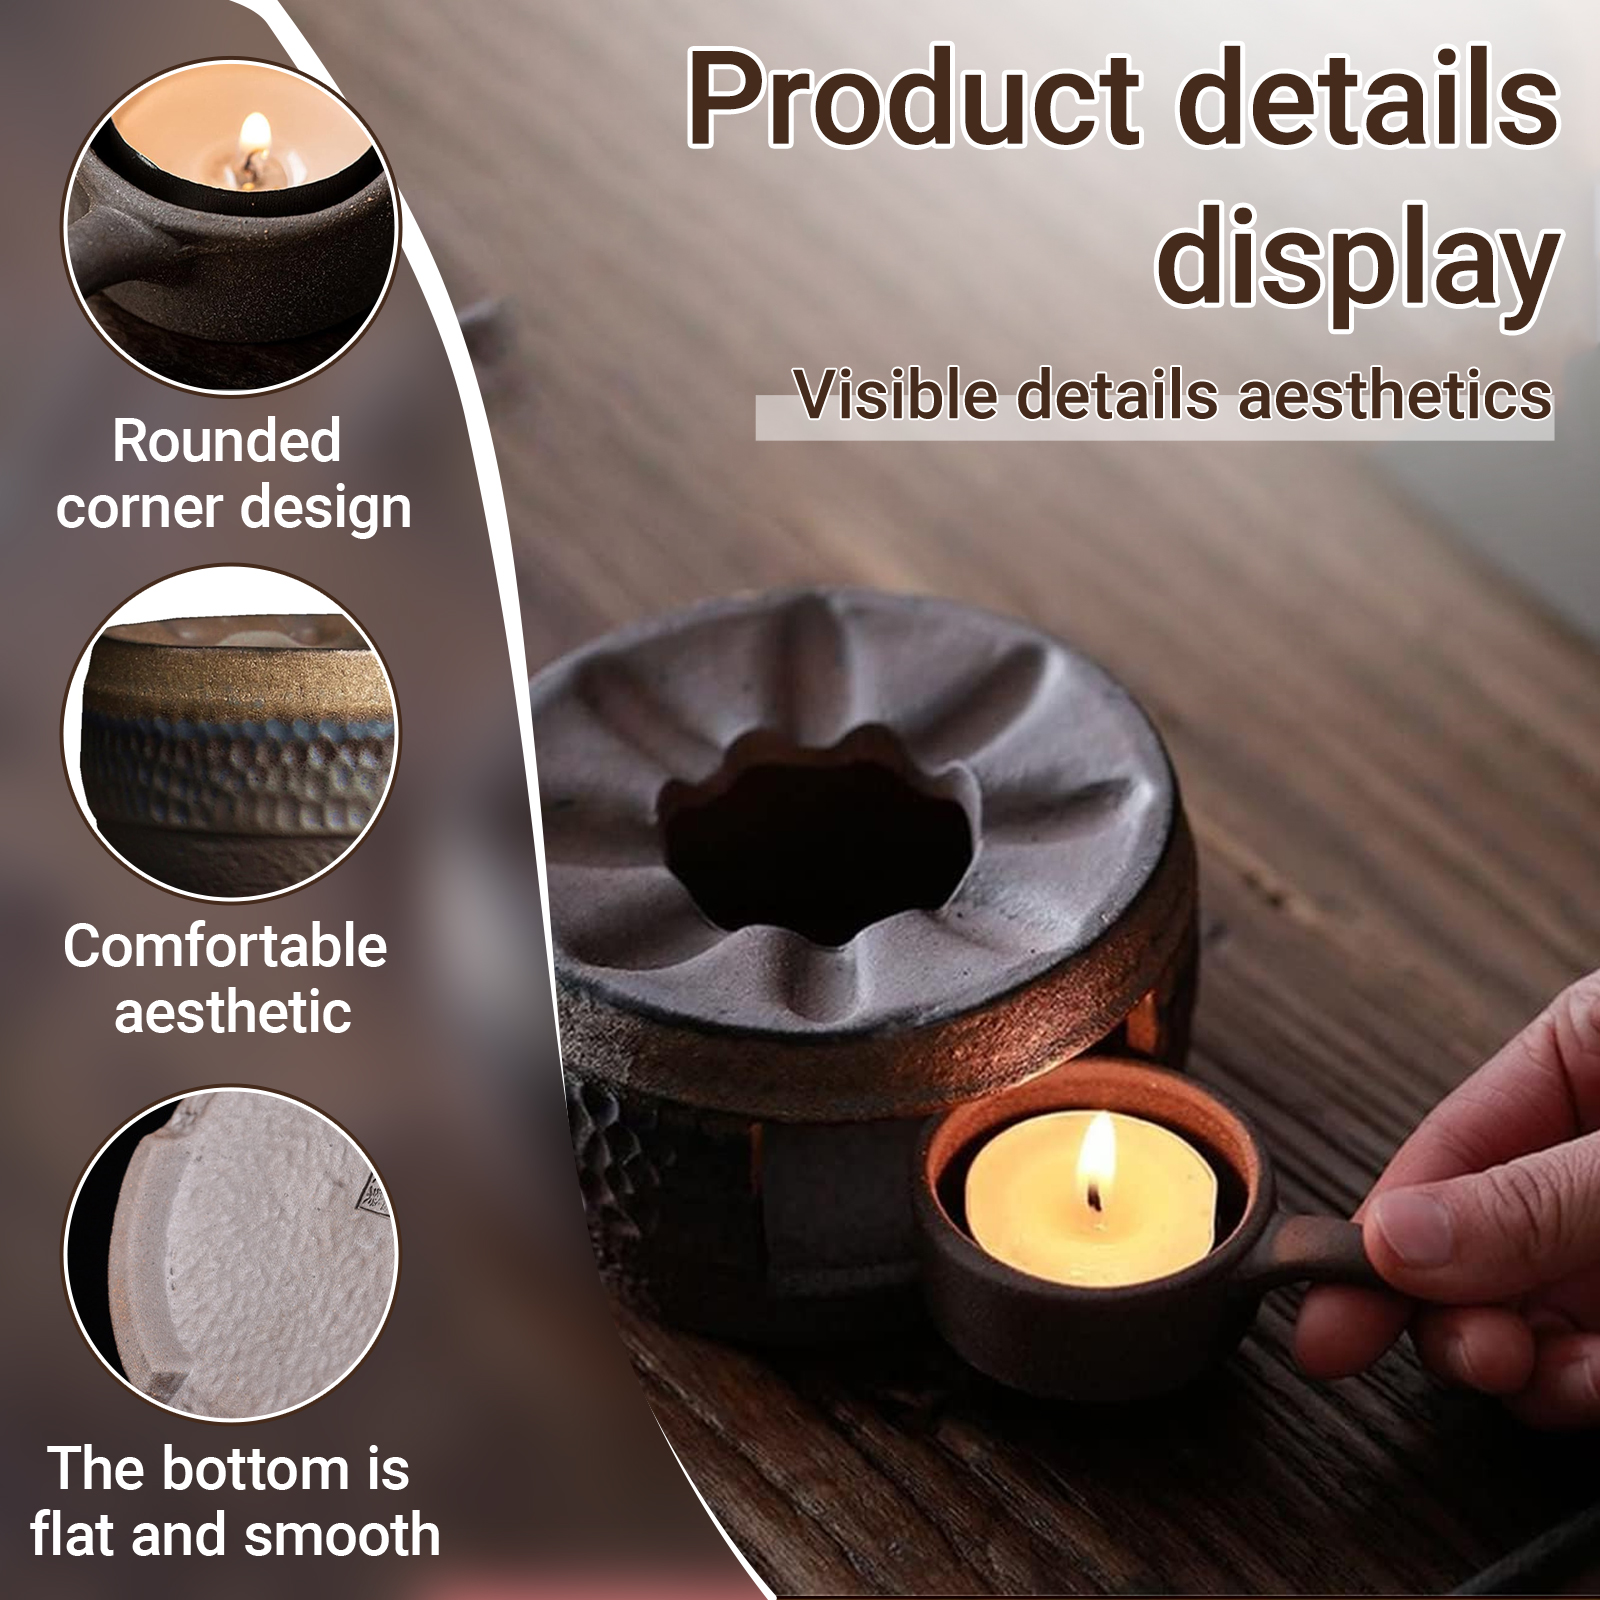 Product details
display
Visible details aesthetics
Rounded
corner design
Comfortable
aesthetic
The bottom is
flat and smooth